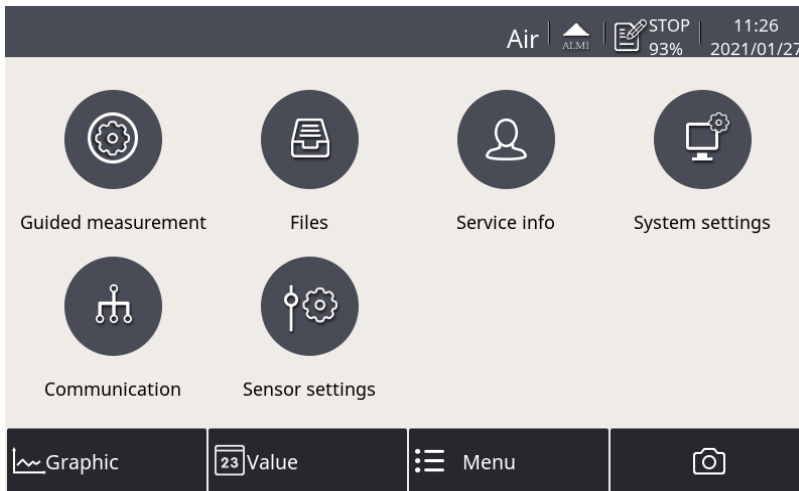 Air
ALMI
STOP
93%
11:26
2021/01/27
Guided measurement
Files
Service info
System settings
Communication
Sensor settings
Graphic
23 Value
Menu